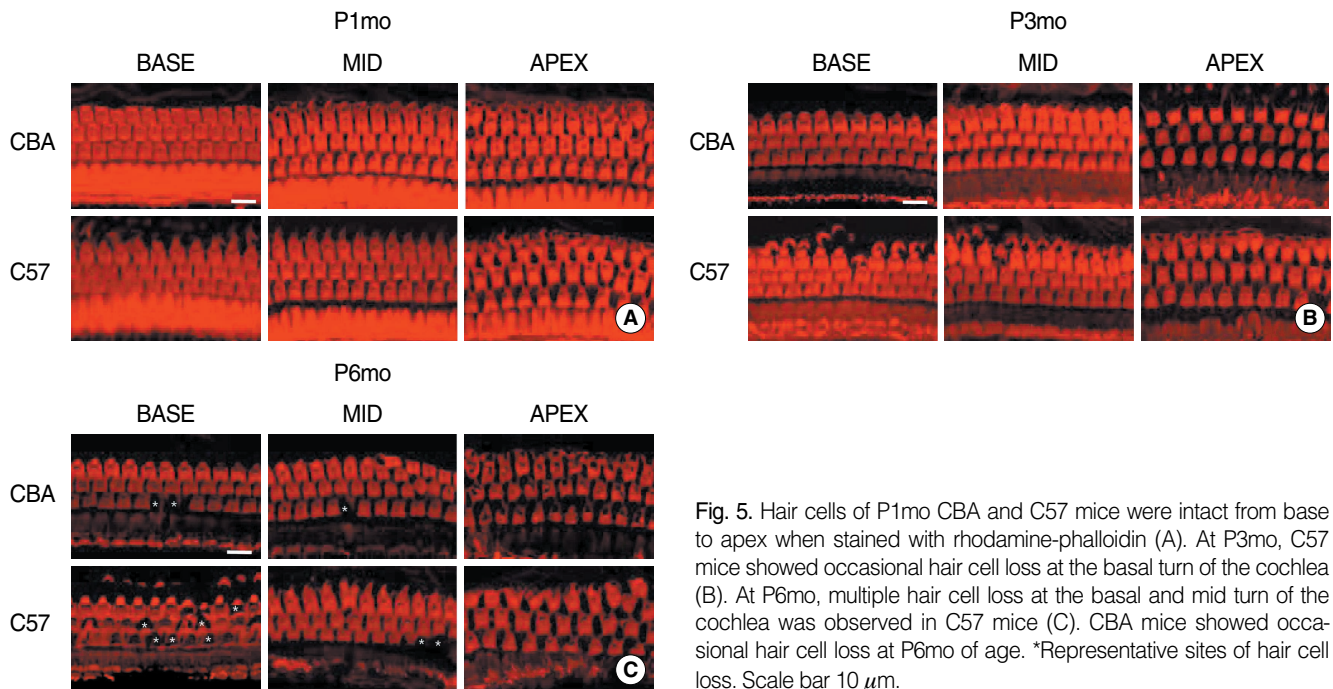 P1mo
BASE MID APEX
CBA
C57
A
P3mo
BASE MID APEX
CBA
C57
B
P6mo
BASE MID APEX
CBA
* *
*
C57
*
* *
* * *
* *
C
Fig. 5. Hair cells of P1mo CBA and C57 mice were intact from base
to apex when stained with rhodamine-phalloidin (A). At P3mo, C57
mice showed occasional hair cell loss at the basal turn of the cochlea
(B). At P6mo, multiple hair cell loss at the basal and mid turn of the
cochlea was observed in C57 mice (C). CBA mice showed occa-
sional hair cell loss at P6mo of age. *Representative sites of hair cell
loss. Scale bar 10 μm.